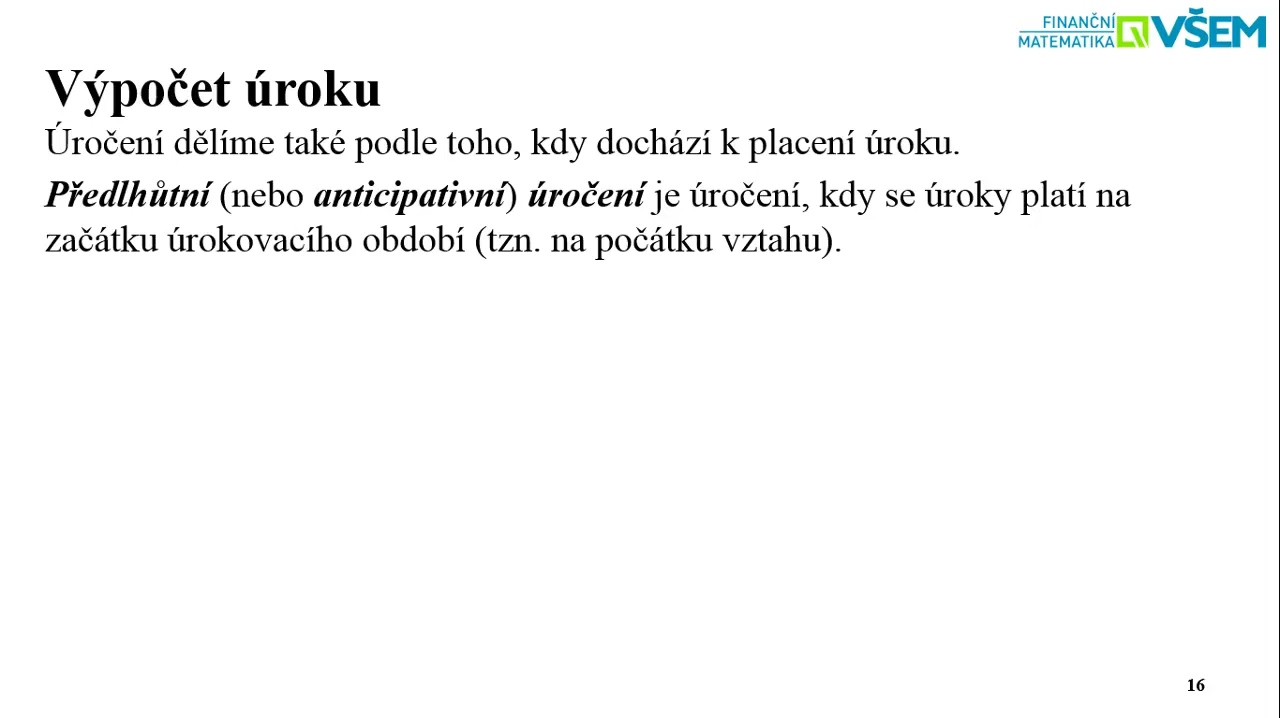 FINANČNÍ
MATEMATIKA VŠEM
Výpočet úroku
Úročení dělíme také podle toho, kdy dochází k placení úroku.
Předlhůtní (nebo anticipativní) úročení je úročení, kdy se úroky platí na
začátku úrokovacího období (tzn. na počátku vztahu).
16